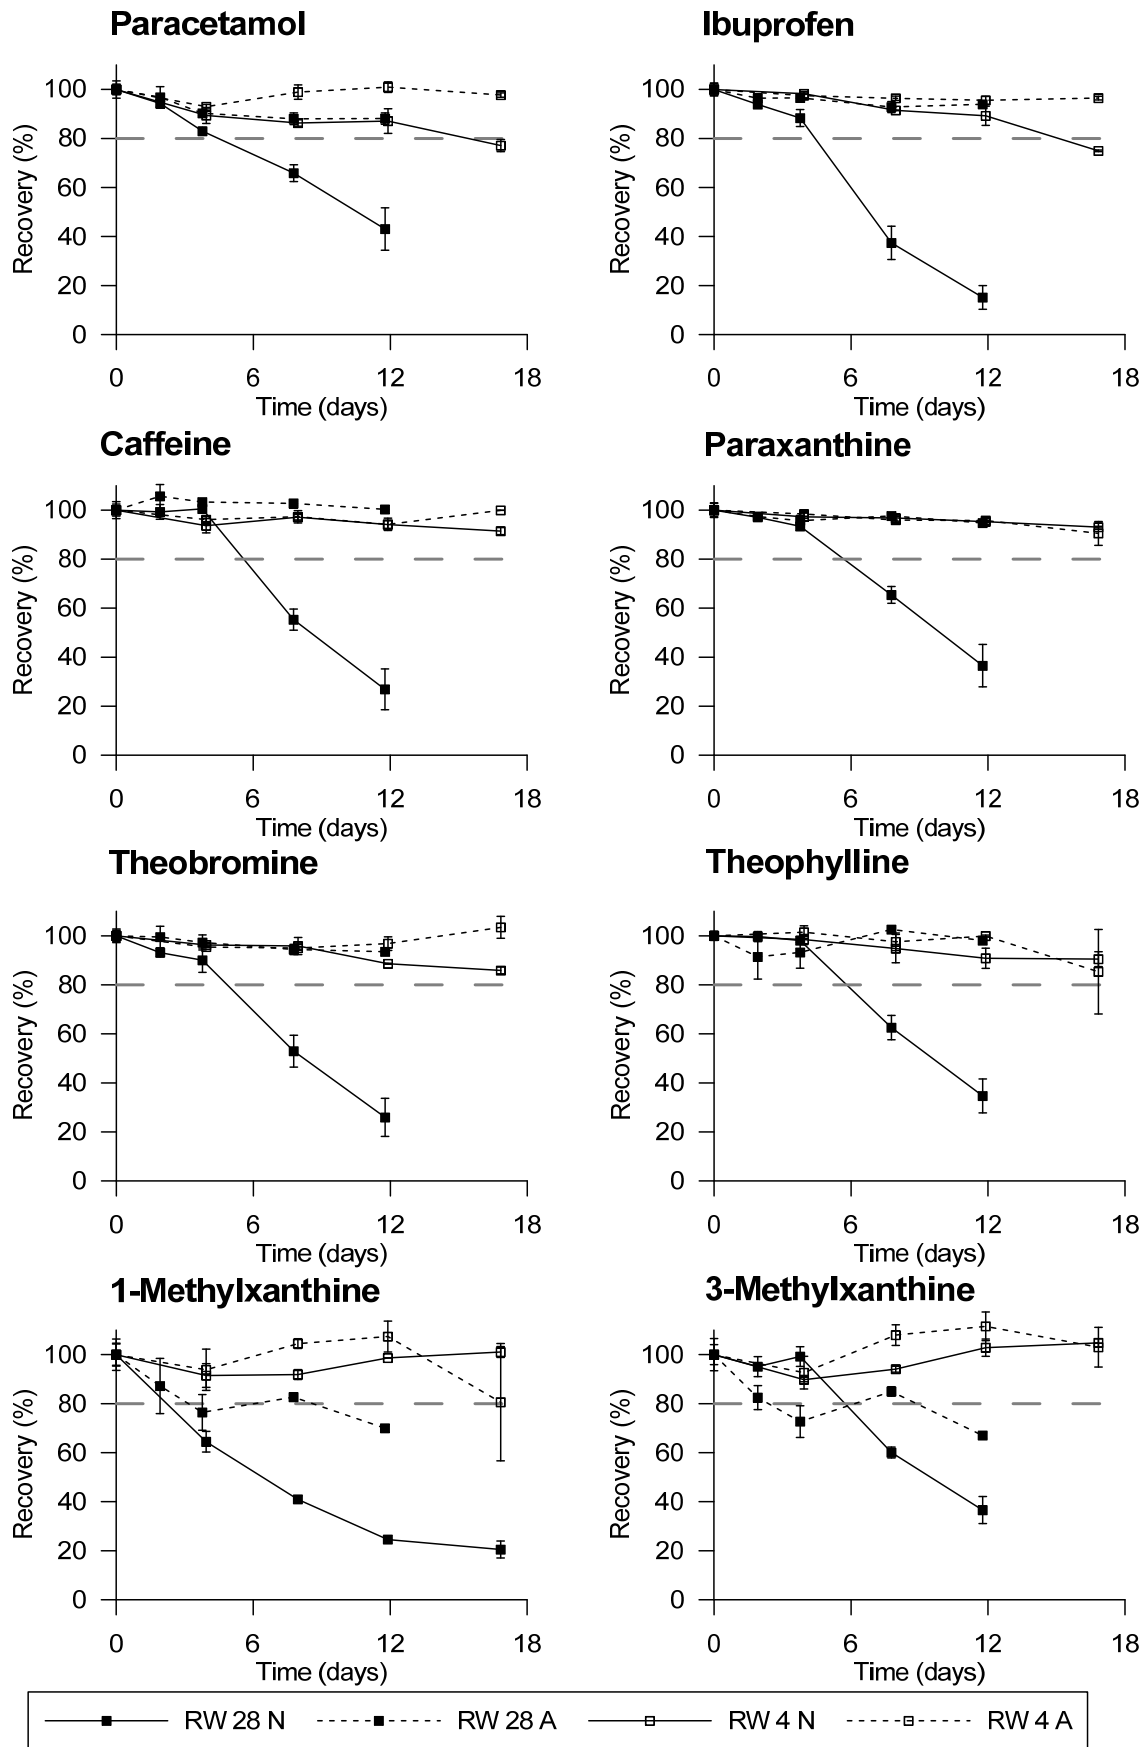 Paracetamol
Ibuprofen
Recovery (%)
100
80
60
40
20
0
0 6 12 18
Time (days)
Recovery (%)
100
80
60
40
20
0
0 6 12 18
Time (days)
Caffeine
Paraxanthine
Recovery (%)
100
80
60
40
20
0
0 6 12 18
Time (days)
Recovery (%)
100
80
60
40
20
0
0 6 12 18
Time (days)
Theobromine
Theophylline
Recovery (%)
100
80
60
40
20
0
0 6 12 18
Time (days)
Recovery (%)
100
80
60
40
20
0
0 6 12 18
Time (days)
1-Methylxanthine
3-Methylxanthine
Recovery (%)
100
80
60
40
20
0
0 6 12 18
Time (days)
Recovery (%)
100
80
60
40
20
0
0 6 12 18
Time (days)
RW 28 N RW 28 A RW 4 N RW 4 A